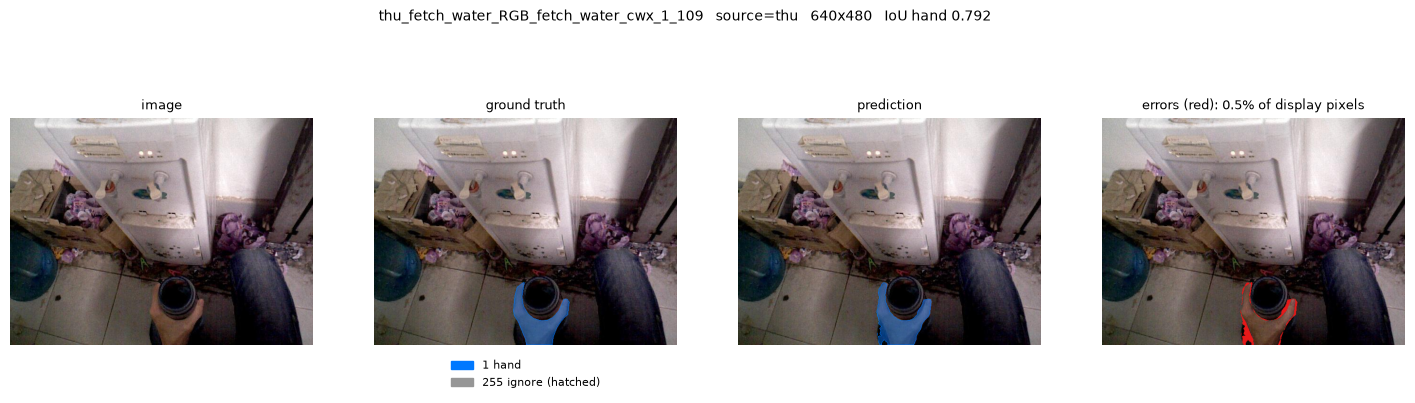 thu_fetch_water_RGB_fetch_water_cwx_1_109   source=thu   640x480   IoU hand 0.792
image
ground truth
prediction
errors (red): 0.5% of display pixels
1 hand
255 ignore (hatched)